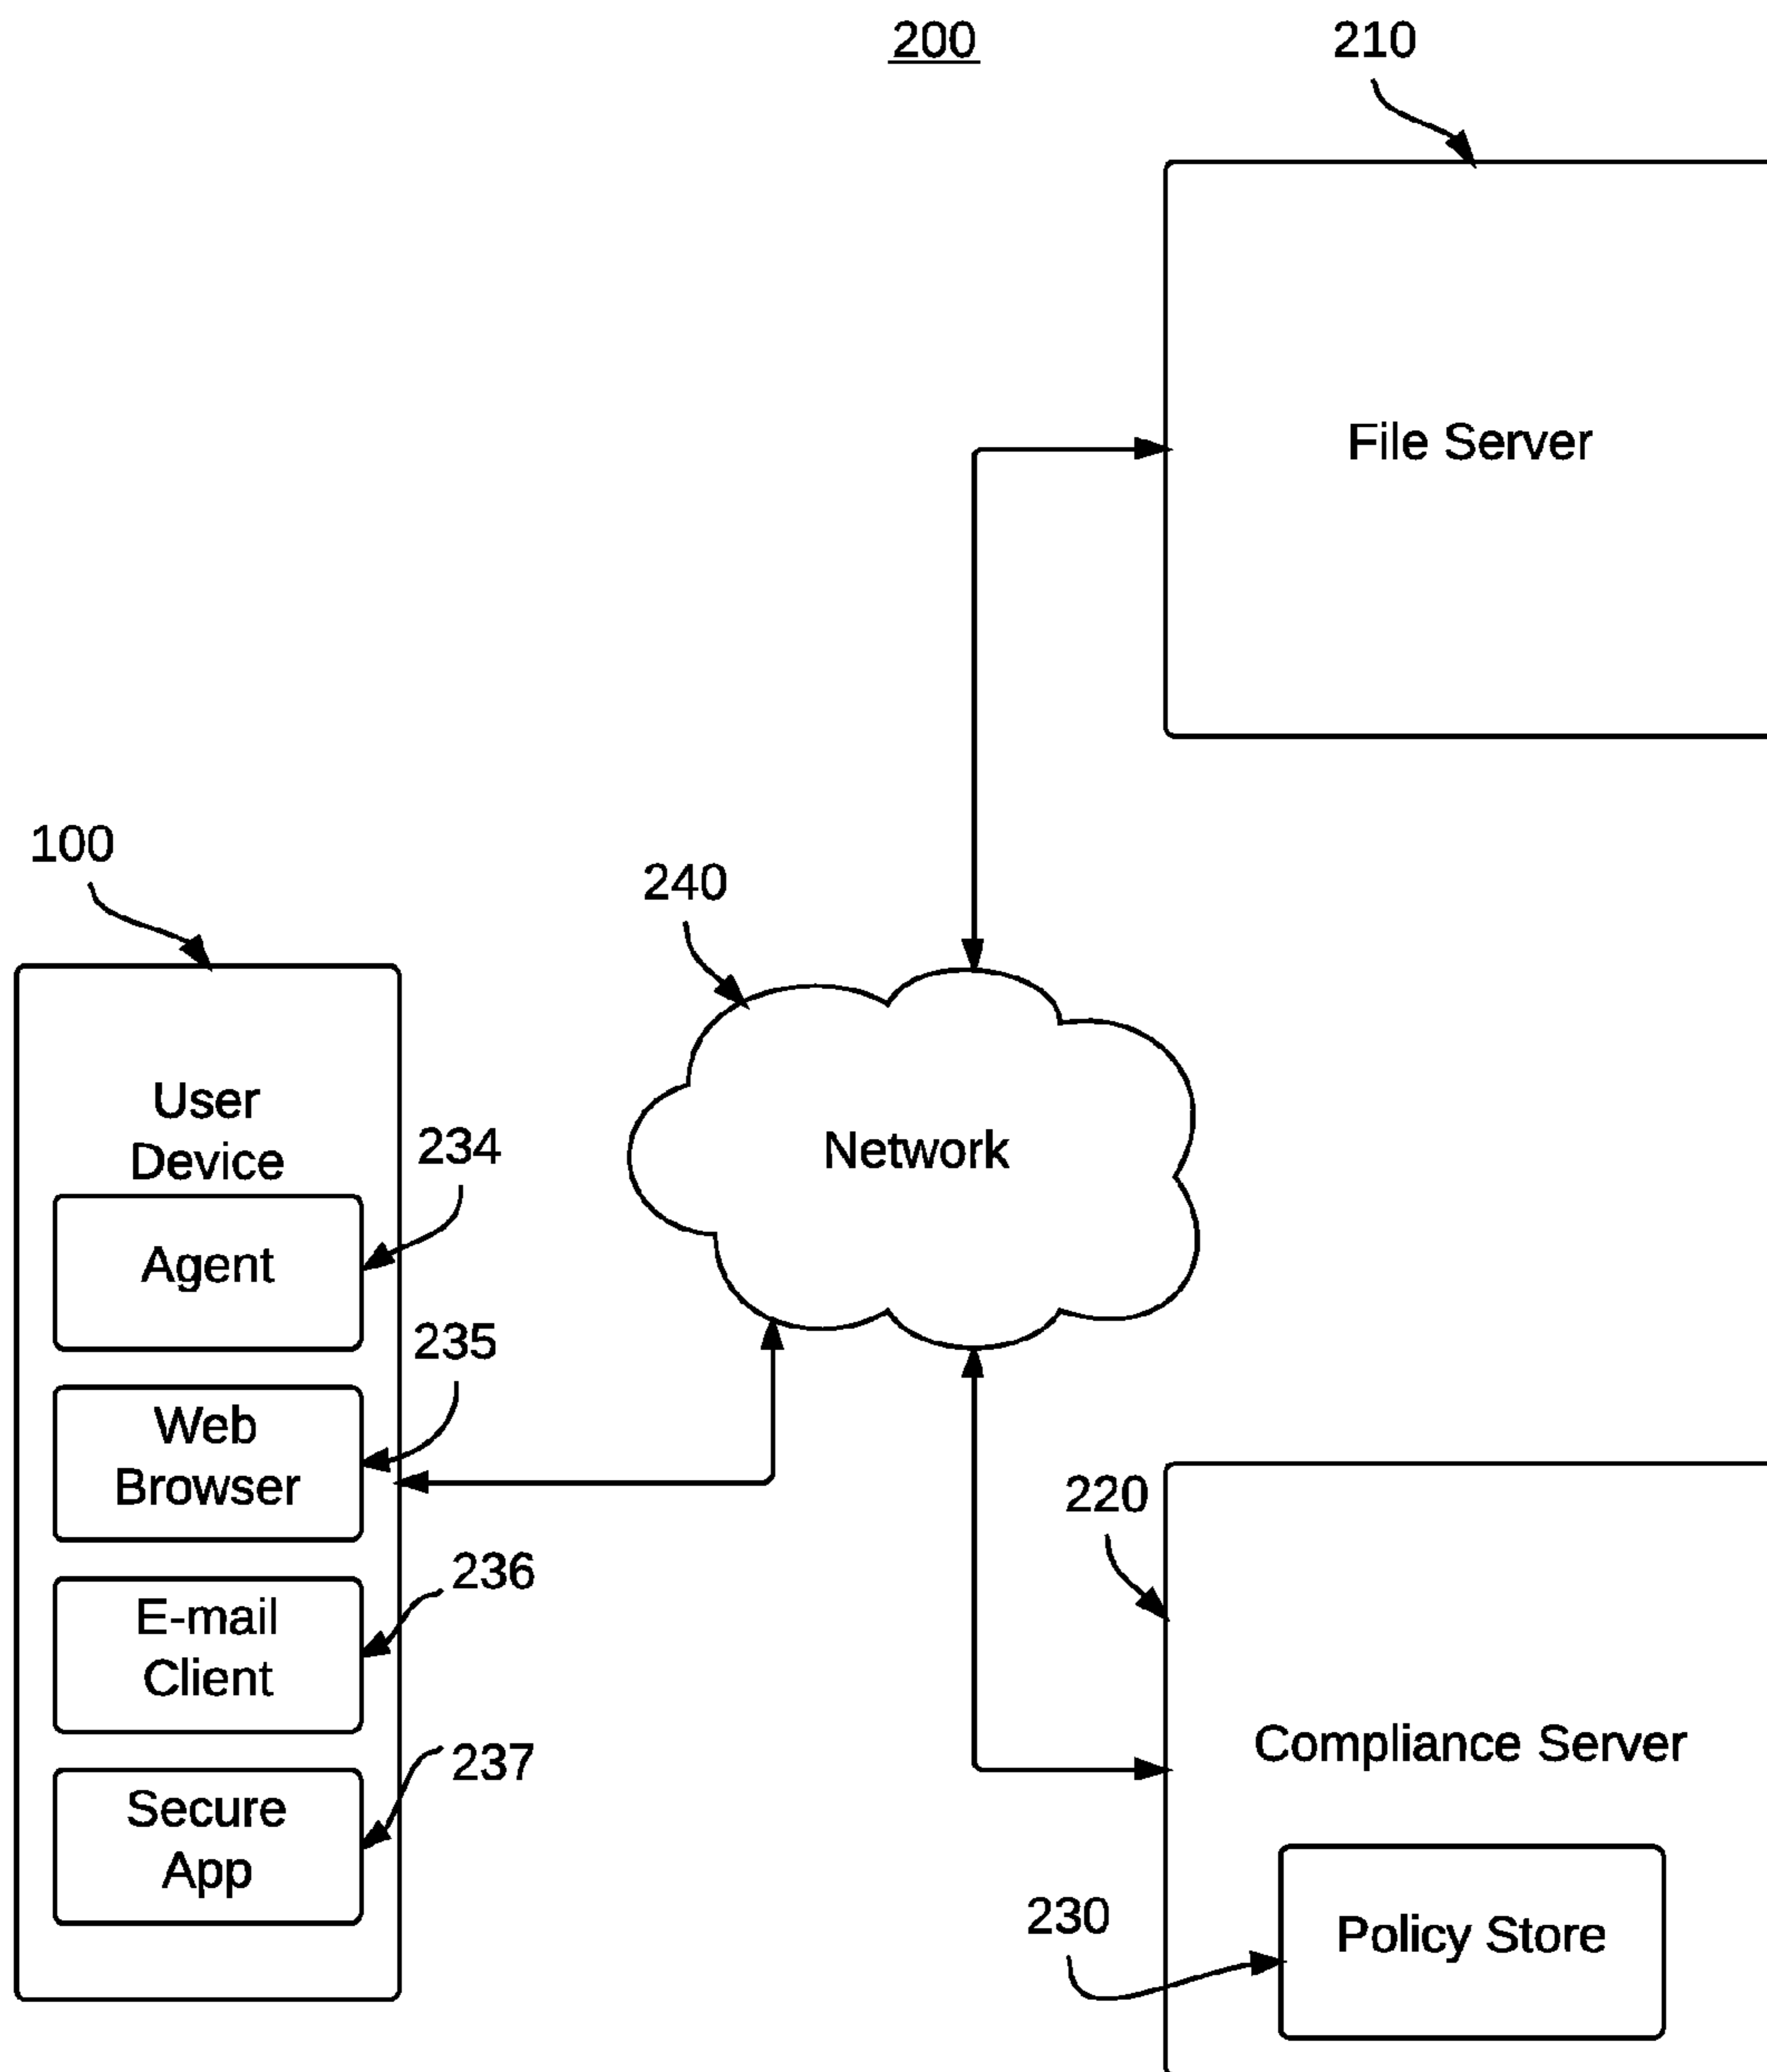 200
210
File Server
100
240
User
Device
234
Network
Agent
235
Web
Browser
220
236
E-mail
Client
237
Compliance Server
Secure
App
230
Policy Store